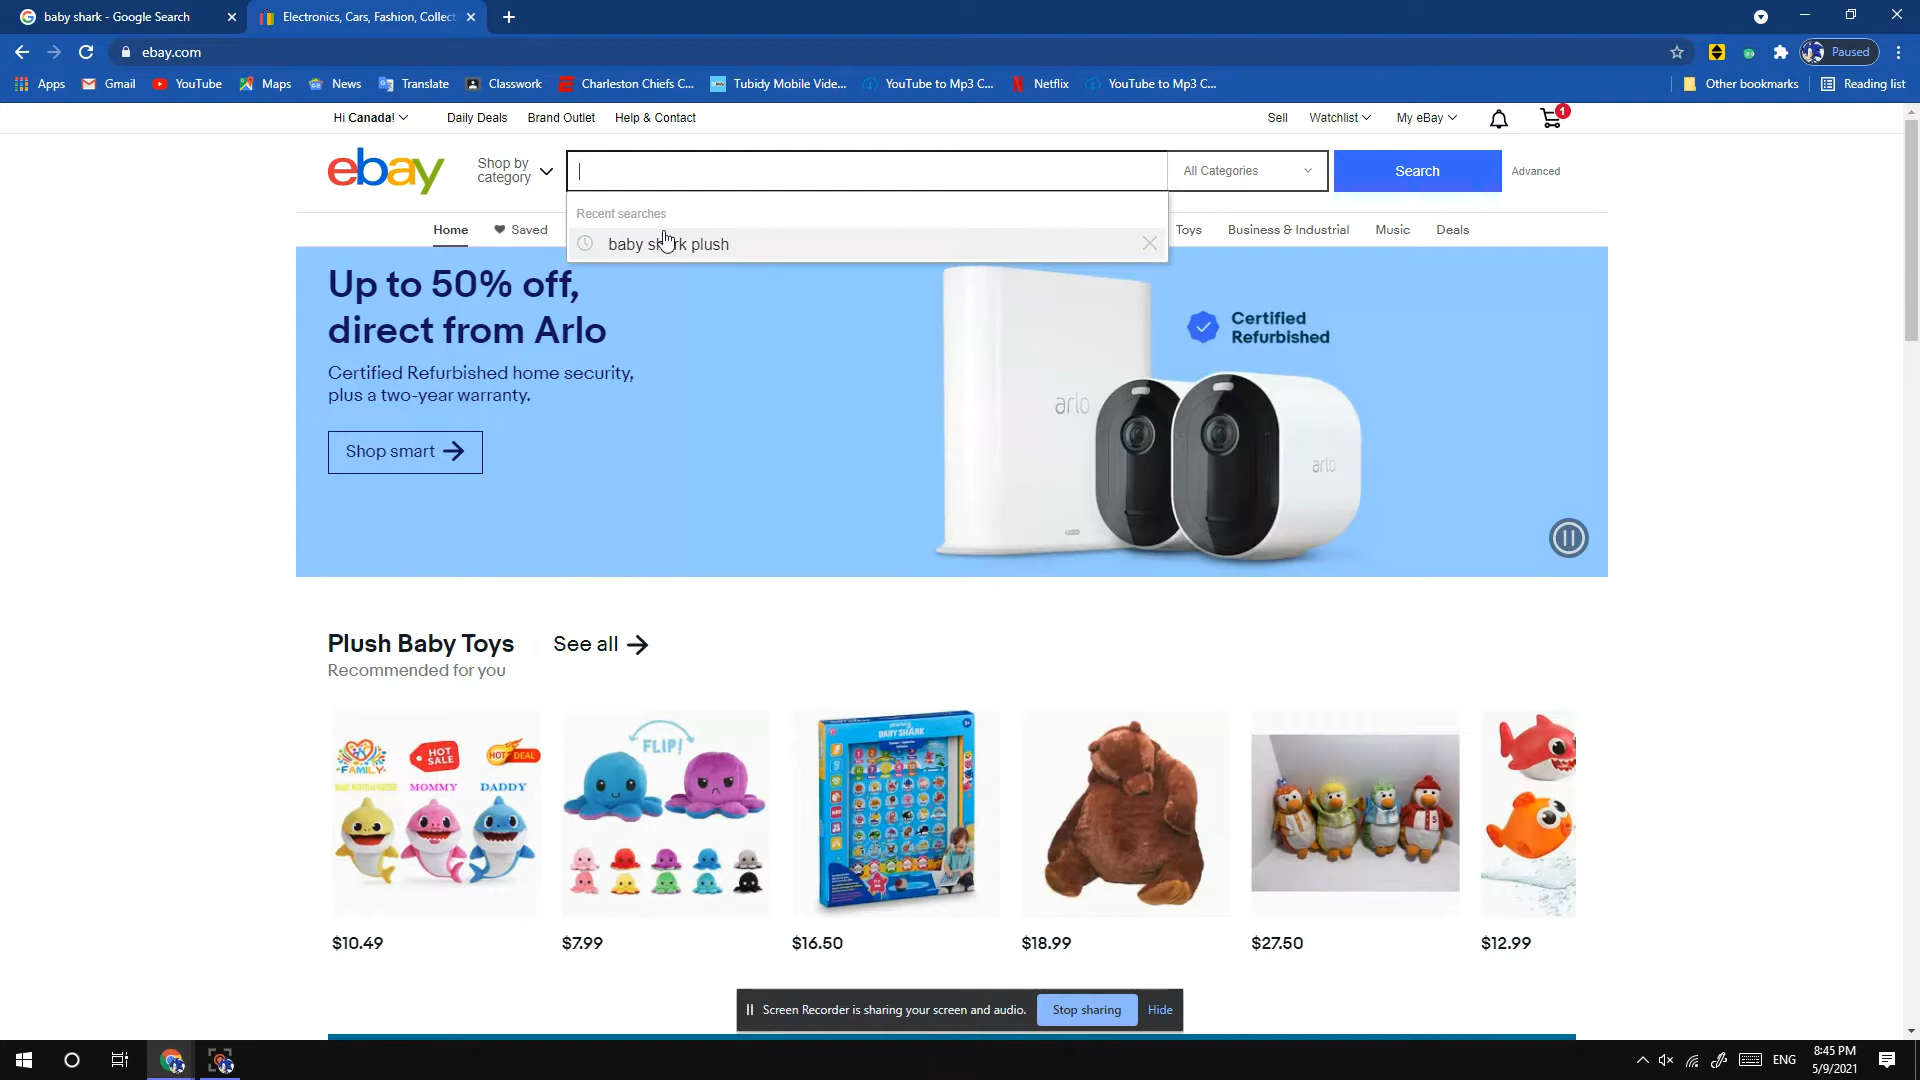 baby shark - Google Search
Electronics, Cars, Fashion, Collect
ebay.com
Paused
Apps
Gmail
YouTube
Maps
News
Translate
Classwork
Charleston Chiefs C...
Tubidy Mobile Vide...
YouTube to Mp3 C...
Netflix
YouTube to Mp3 C...
Other bookmarks
Reading list
Hi Canada!
Daily Deals
Brand Outlet
Help & Contact
Sell
Watchlist
My eBay
1
ebay
Shop by
category
All Categories
Search
Advanced
Recent searches
baby shark plush
Home
Saved
Toys
Business & Industrial
Music
Deals
Up to 50% off,
direct from Arlo
Certified Refurbished home security,
plus a two-year warranty.
Shop smart
Certified
Refurbished
arlo
arlo
Plush Baby Toys
See all
Recommended for you
FAMILY
HOT
SALE
HOT DEAL
MOMMY
DADDY
FLIP!
BABY SHARK
$10.49
$7.99
$16.50
$18.99
$27.50
$12.99
Screen Recorder is sharing your screen and audio.
Stop sharing
Hide
ENG
8:45 PM
5/9/2021